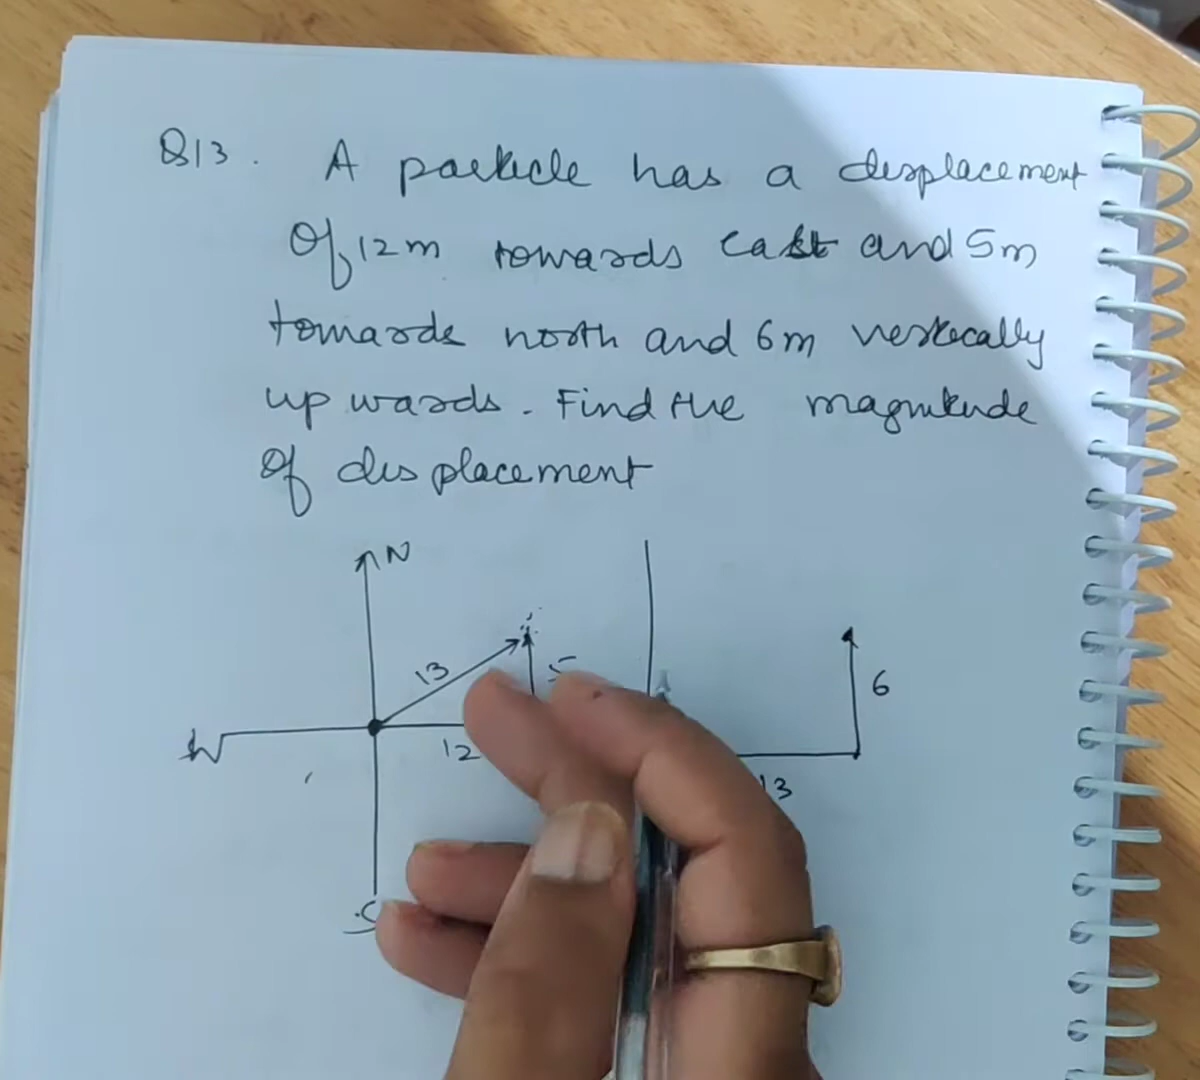 Q13. A particle has a displacement
of 12m towards east and 5m
towards north and 6m vertically
upwards. Find the magnitude
of displacement
N
13
5
6
W
12
13
S